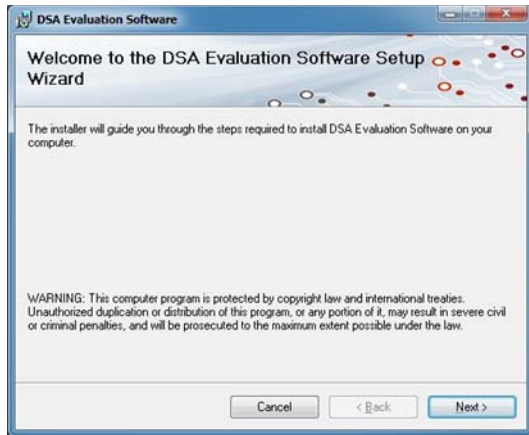 DSA Evaluation Software
Welcome to the DSA Evaluation Software Setup
Wizard
The installer will guide you through the steps required to install DSA Evaluation Software on your
computer.
WARNING: This computer program is protected by copyright law and international treaties.
Unauthorized duplication or distribution of this program, or any portion of it, may result in severe civil
or criminal penalties, and will be prosecuted to the maximum extent possible under the law.
Cancel < Back Next >